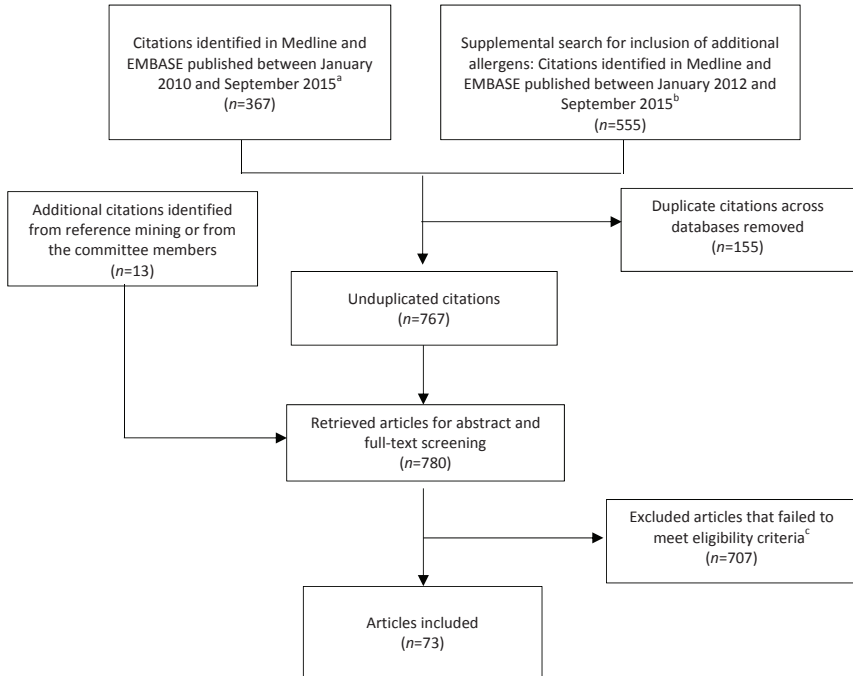 Citations identified in Medline and
EMBASE published between January
2010 and September 2015a
(n=367)
Supplemental search for inclusion of additional
allergens: Citations identified in Medline and
EMBASE published between January 2012 and
September 2015b
(n=555)
Additional citations identified
from reference mining or from
the committee members
(n=13)
Duplicate citations across
databases removed
(n=155)
Unduplicated citations
(n=767)
Retrieved articles for abstract and
full-text screening
(n=780)
Excluded articles that failed to
meet eligibility criteriac
(n=707)
Articles included
(n=73)